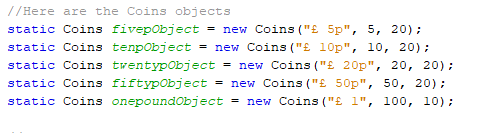 //Here are the Coins objects
static Coins fivepObject = new Coins("£ 5p", 5, 20);
static Coins tenpObject = new Coins("£ 10p", 10, 20);
static Coins twentypObject = new Coins("£ 20p", 20, 20);
static Coins fiftypObject = new Coins("£ 50p", 50, 20);
static Coins onepoundObject = new Coins("£ 1", 100, 10);